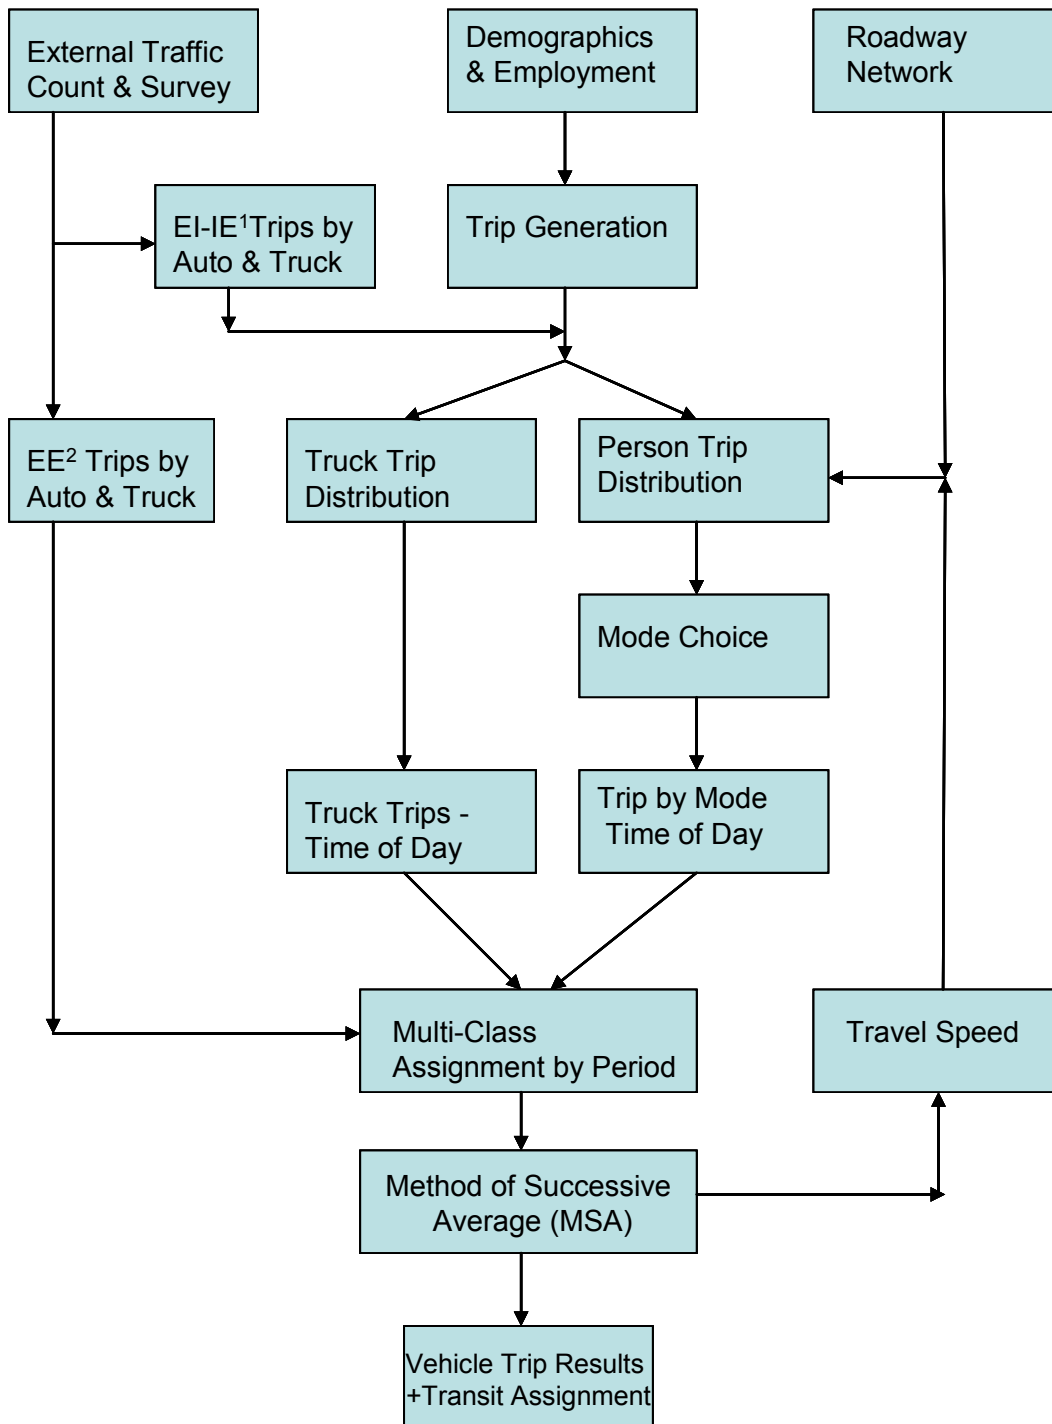 External Traffic
Count & Survey
Demographics
& Employment
Roadway
Network
EI-IE¹Trips by
Auto & Truck
Trip Generation
EE² Trips by
Auto & Truck
Truck Trip
Distribution
Person Trip
Distribution
Mode Choice
Truck Trips -
Time of Day
Trip by Mode
Time of Day
Multi-Class
Assignment by Period
Travel Speed
Method of Successive
Average (MSA)
Vehicle Trip Results
+Transit Assignment